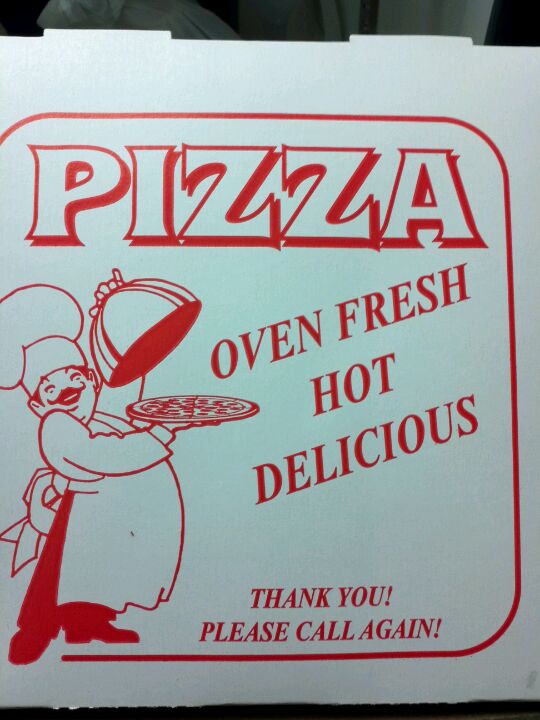 PIZZA
OVEN FRESH
HOT
DELICIOUS
THANK YOU!
PLEASE CALL AGAIN!